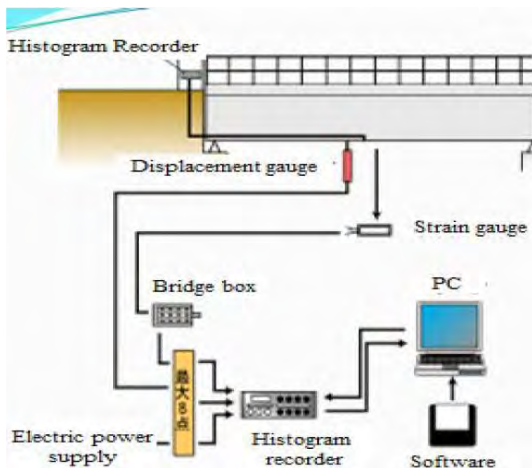 Histogram Recorder
Displacement gauge
Strain gauge
Bridge box
PC
最大8点
Electric power
supply
Histogram
recorder
Software